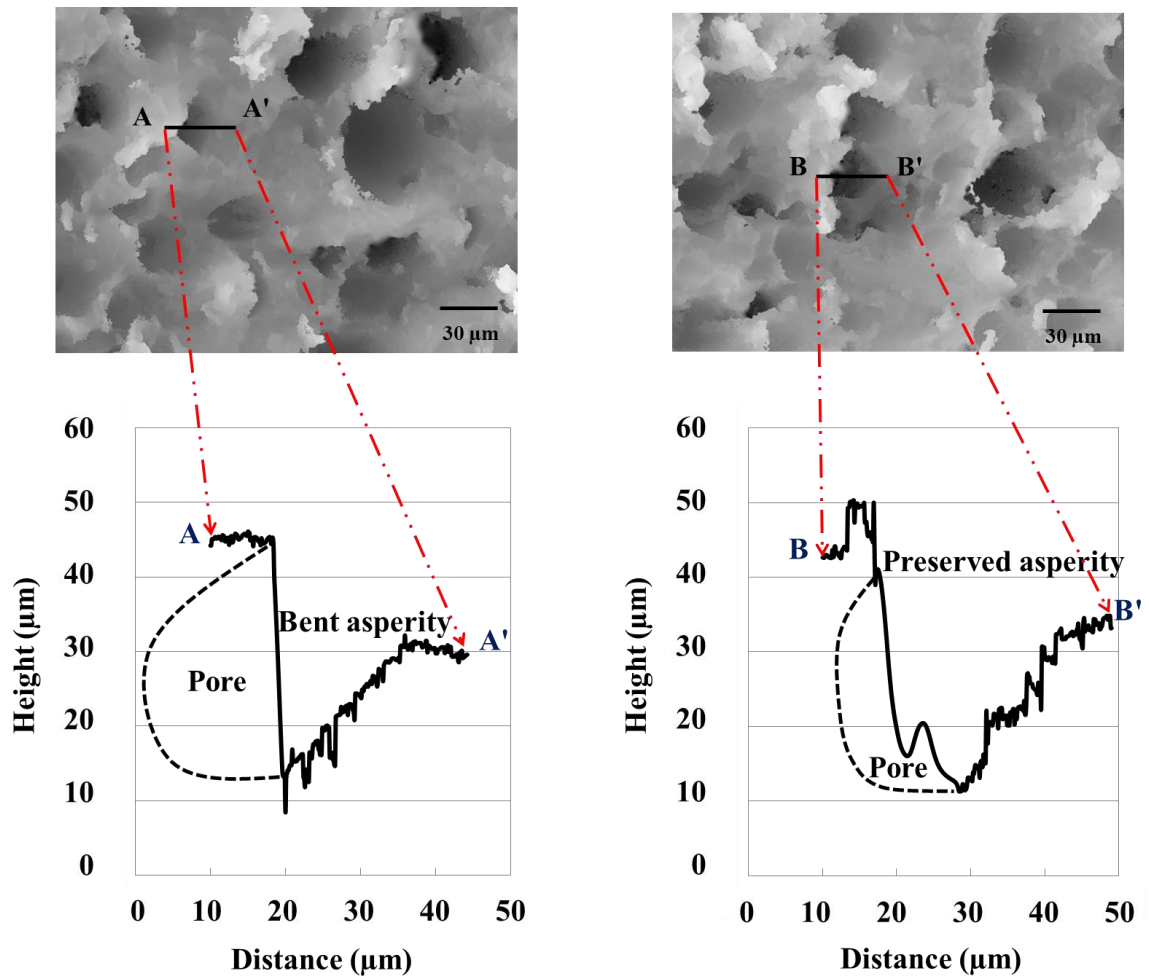 A A'
30 µm
B B'
30 µm
60
50
40
30
20
10
0
Height (µm)
A
Bent asperity
A'
Pore
0 10 20 30 40 50
Distance (µm)
60
50
40
30
20
10
0
Height (µm)
B
Preserved asperity
B'
Pore
0 10 20 30 40 50
Distance (µm)